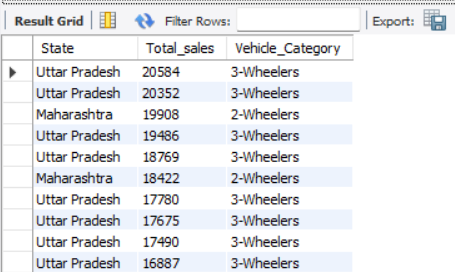 Result Grid Filter Rows: Export:
State Total_sales Vehicle_Category
Uttar Pradesh 20584 3-Wheelers
Uttar Pradesh 20352 3-Wheelers
Maharashtra 19908 2-Wheelers
Uttar Pradesh 19486 3-Wheelers
Uttar Pradesh 18769 3-Wheelers
Maharashtra 18422 2-Wheelers
Uttar Pradesh 17780 3-Wheelers
Uttar Pradesh 17675 3-Wheelers
Uttar Pradesh 17490 3-Wheelers
Uttar Pradesh 16887 3-Wheelers